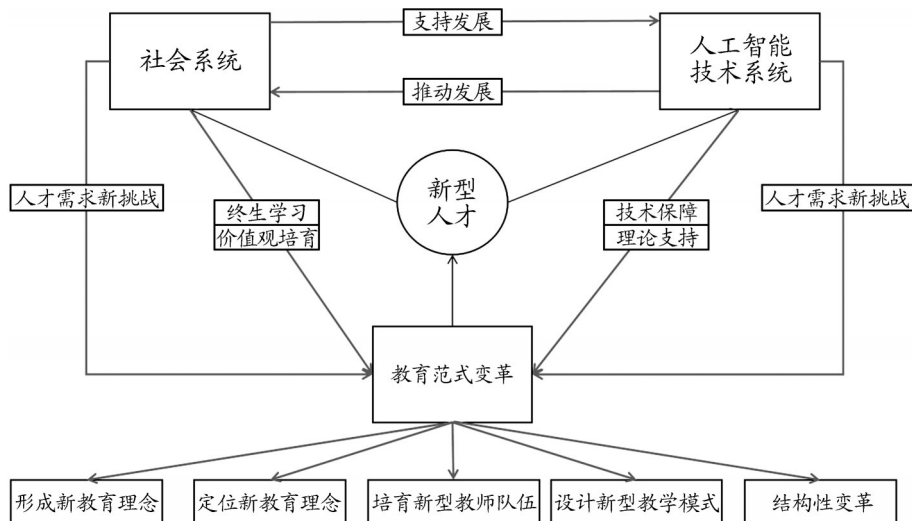 支持发展
社会系统
人工智能
技术系统
推动发展
人才需求新挑战
终生学习
价值观培育
新型
人才
技术保障
理论支持
人才需求新挑战
教育范式变革
形成新教育理念
定位新教育理念
培育新型教师队伍
设计新型教学模式
结构性变革